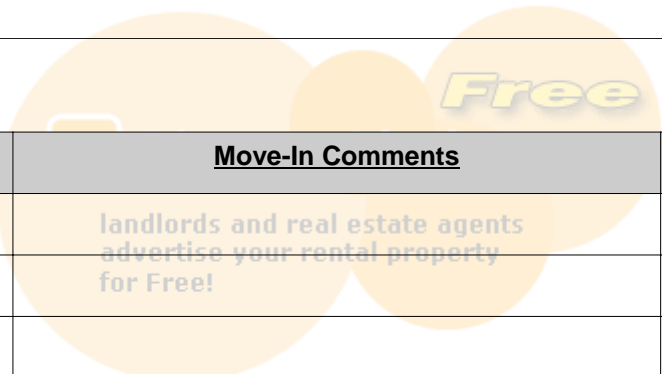 Free
Move-In Comments
landlords and real estate agents
advertise your rental property
for Free!